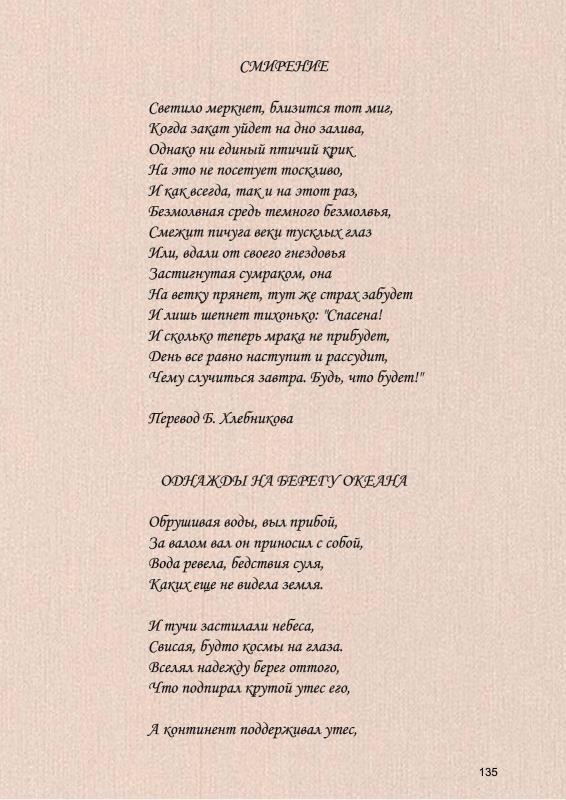 СМИРЕНИЕ
Светило меркнет, близится тот миг,
Когда закат уйдет на дно залива,
Однако ни единый птичий крик
На это не посетует тоскливо,
И как всегда, так и на этот раз,
Безмолвная средь темного безмолвья,
Смежит пичуга веки тусклых глаз
Или, вдали от своего гнездовья
Застигнутая сумраком, она
На ветку прянет, тут же страх забудет
И лишь шепнет тихонько: "Спасена!
И сколько теперь мрака не прибудет,
День все равно наступит и рассудит,
Чему случиться завтра. Будь, что будет!"
Перевод Б. Хлебникова
ОДНАЖДЫ НА БЕРЕГУ ОКЕАНА
Обрушивая воды, выл прибой,
За валом вал он приносил с собой,
Вода ревела, бедствия суля,
Каких еще не видела земля.
И тучи застилали небеса,
Свисая, будто космы на глаза.
Вселял надежду берег оттого,
Что подпирал крутой утес его,
А континент поддерживал утес,
135